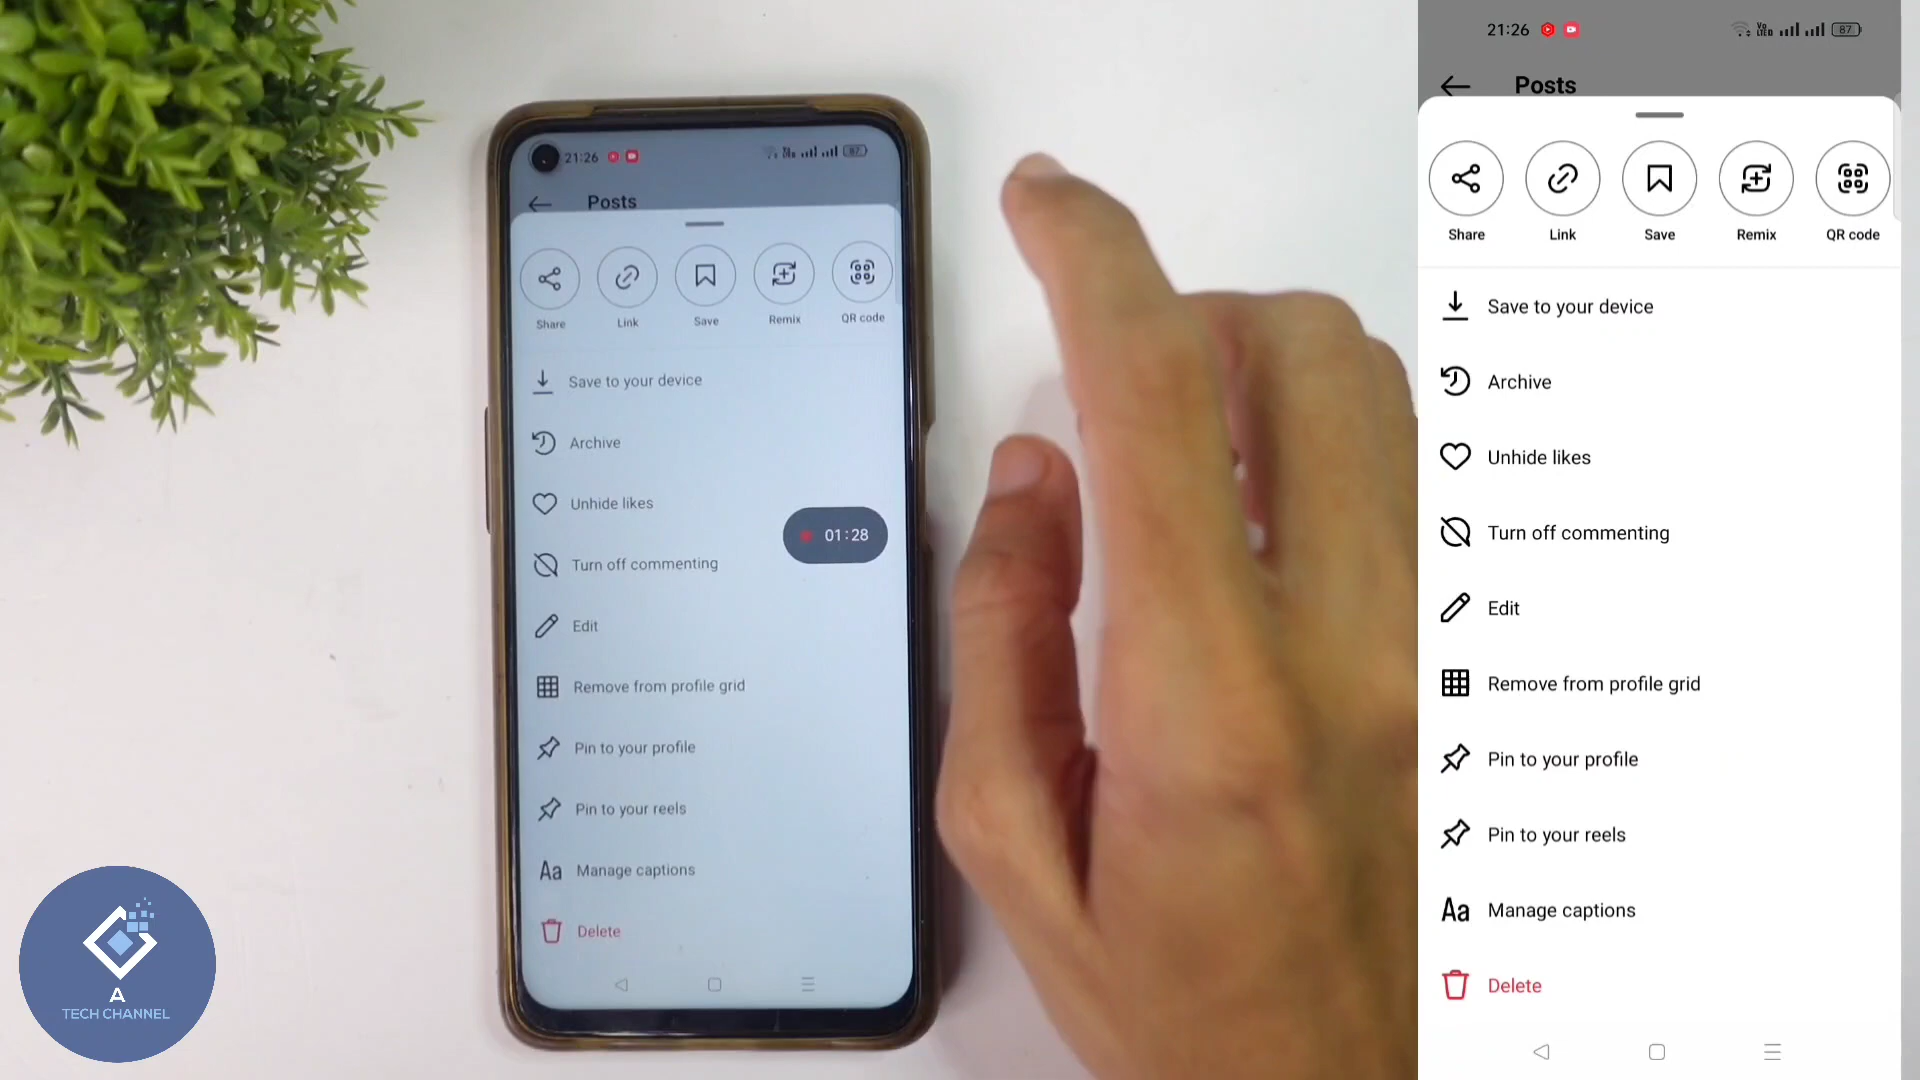 21:26
87
Posts
Share
Link
Save
Remix
QR code
Save to your device
Archive
Unhide likes
01:28
Turn off commenting
Edit
Remove from profile grid
Pin to your profile
Pin to your reels
Aa Manage captions
Delete
A
TECH CHANNEL
21:26
87
Posts
Share
Link
Save
Remix
QR code
Save to your device
Archive
Unhide likes
Turn off commenting
Edit
Remove from profile grid
Pin to your profile
Pin to your reels
Aa Manage captions
Delete